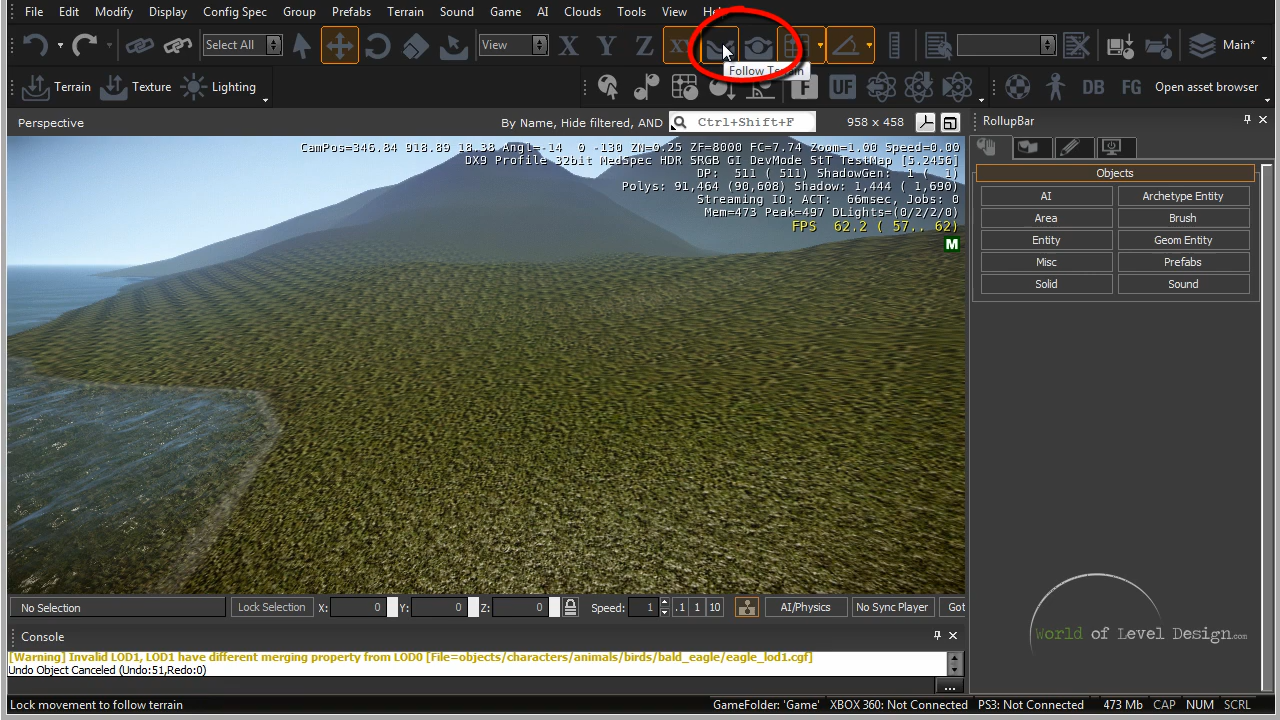 File Edit Modify Display Config Spec Group Prefabs Terrain Sound Game AI Clouds Tools View
Select All View X Y Z XY Main*
Follow Terrain
Terrain Texture Lighting F UF DB FG Open asset browser
Perspective By Name, Hide filtered, AND Ctrl+Shift+F 958 x 458 RollupBar
CamPos=346.84 918.89 18.38 Angl=-14 0 -130 ZN=0.25 ZF=8000 FC=7.74 Zoom=1.00 Speed=0.00
DX9 Profile 32bit MedSpec HDR SRGB GI DevMode StT TestMap [5.2456]
DP: 511 ( 511) ShadowGen: 1 ( 1)
Polys: 91,464 (90,608) Shadow: 1,444 ( 1,690)
Streaming IO: ACT: 66msec, Jobs: 0
Mem=473 Peak=497 DLights=(0/2/2/0)
FPS 62.2 ( 57.. 62)
M
Objects
AI Archetype Entity
Area Brush
Entity Geom Entity
Misc Prefabs
Solid Sound
No Selection Lock Selection X: 0 Y: 0 Z: 0 Speed: 1 .1 1 10 AI/Physics No Sync Player Got
World of Level Design.com
Console
[Warning] Invalid LOD1, LOD1 have different merging property from LOD0 [File=objects/characters/animals/birds/bald_eagle/eagle_lod1.cgf]
Undo Object Canceled (Undo:51,Redo:0)
...
Lock movement to follow terrain GameFolder: 'Game' XBOX 360: Not Connected PS3: Not Connected 473 Mb CAP NUM SCRL